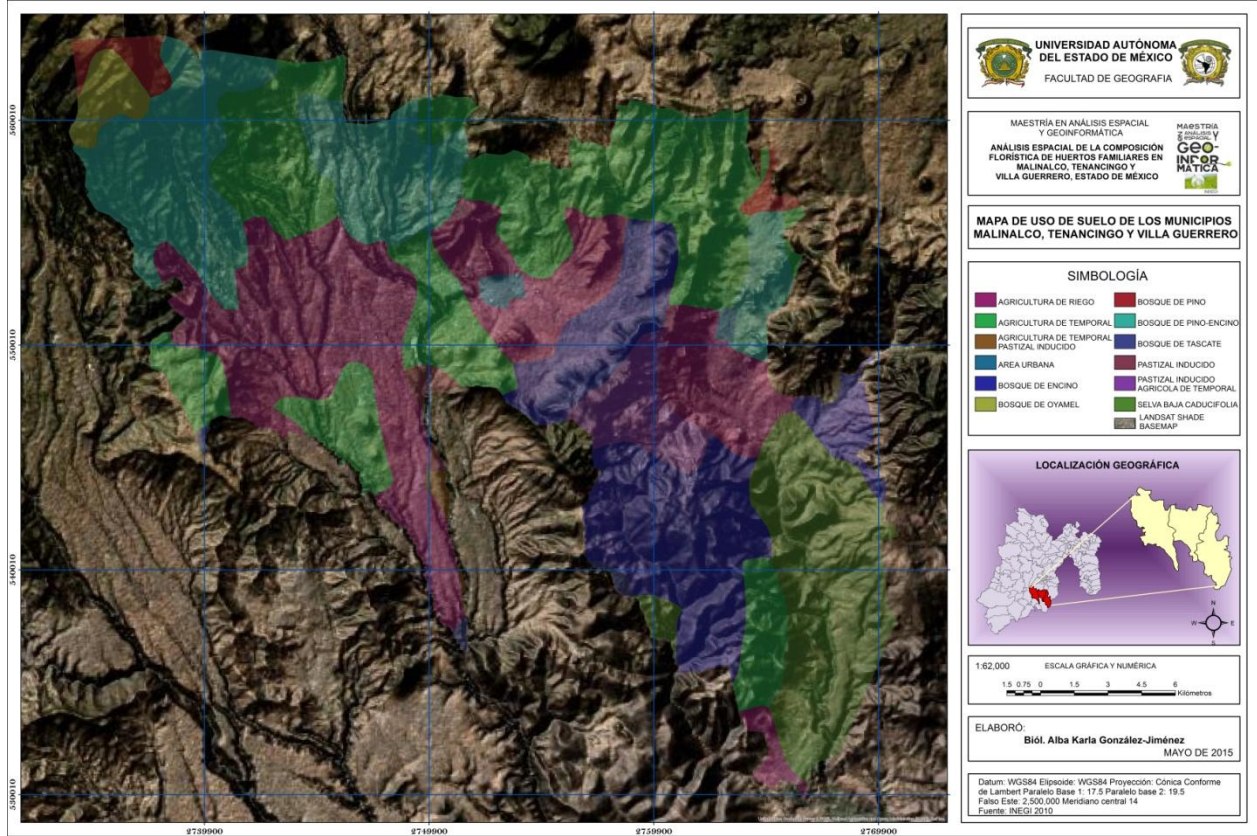 UNIVERSIDAD AUTÓNOMA
DEL ESTADO DE MÉXICO
FACULTAD DE GEOGRAFIA
MAESTRÍA EN ANÁLISIS ESPACIAL
Y GEOINFORMÁTICA
ANÁLISIS ESPACIAL DE LA COMPOSICIÓN
FLORÍSTICA DE HUERTOS FAMILIARES EN
MALINALCO, TENANCINGO Y
VILLA GUERRERO, ESTADO DE MÉXICO
MAESTRÍA
EN ANÁLISIS
ESPACIAL Y
GEO-
INFOR
MÁTICA
MAPA DE USO DE SUELO DE LOS MUNICIPIOS
MALINALCO, TENANCINGO Y VILLA GUERRERO
SIMBOLOGÍA
AGRICULTURA DE RIEGO
AGRICULTURA DE TEMPORAL
AGRICULTURA DE TEMPORAL
PASTIZAL INDUCIDO
AREA URBANA
BOSQUE DE ENCINO
BOSQUE DE OYAMEL
BOSQUE DE PINO
BOSQUE DE PINO-ENCINO
BOSQUE DE TASCATE
PASTIZAL INDUCIDO
PASTIZAL INDUCIDO
AGRICOLA DE TEMPORAL
SELVA BAJA CADUCIFOLIA
LANDSAT SHADE
BASEMAP
LOCALIZACIÓN GEOGRÁFICA
N
W E
S
1:62,000 ESCALA GRÁFICA Y NUMÉRICA
1.5 0.75 0 1.5 3 4.5 6
Kilómetros
ELABORÓ:
Biól. Alba Karla González-Jiménez
MAYO DE 2015
Datum: WGS84 Elipsoide: WGS84 Proyección: Cónica Conforme
de Lambert Paralelo Base 1: 17.5 Paralelo base 2: 19.5
Falso Este: 2,500,000 Meridiano central 14
Fuente: INEGI 2010
560010
550010
540010
530010
2739900 2749900 2759900 2769900